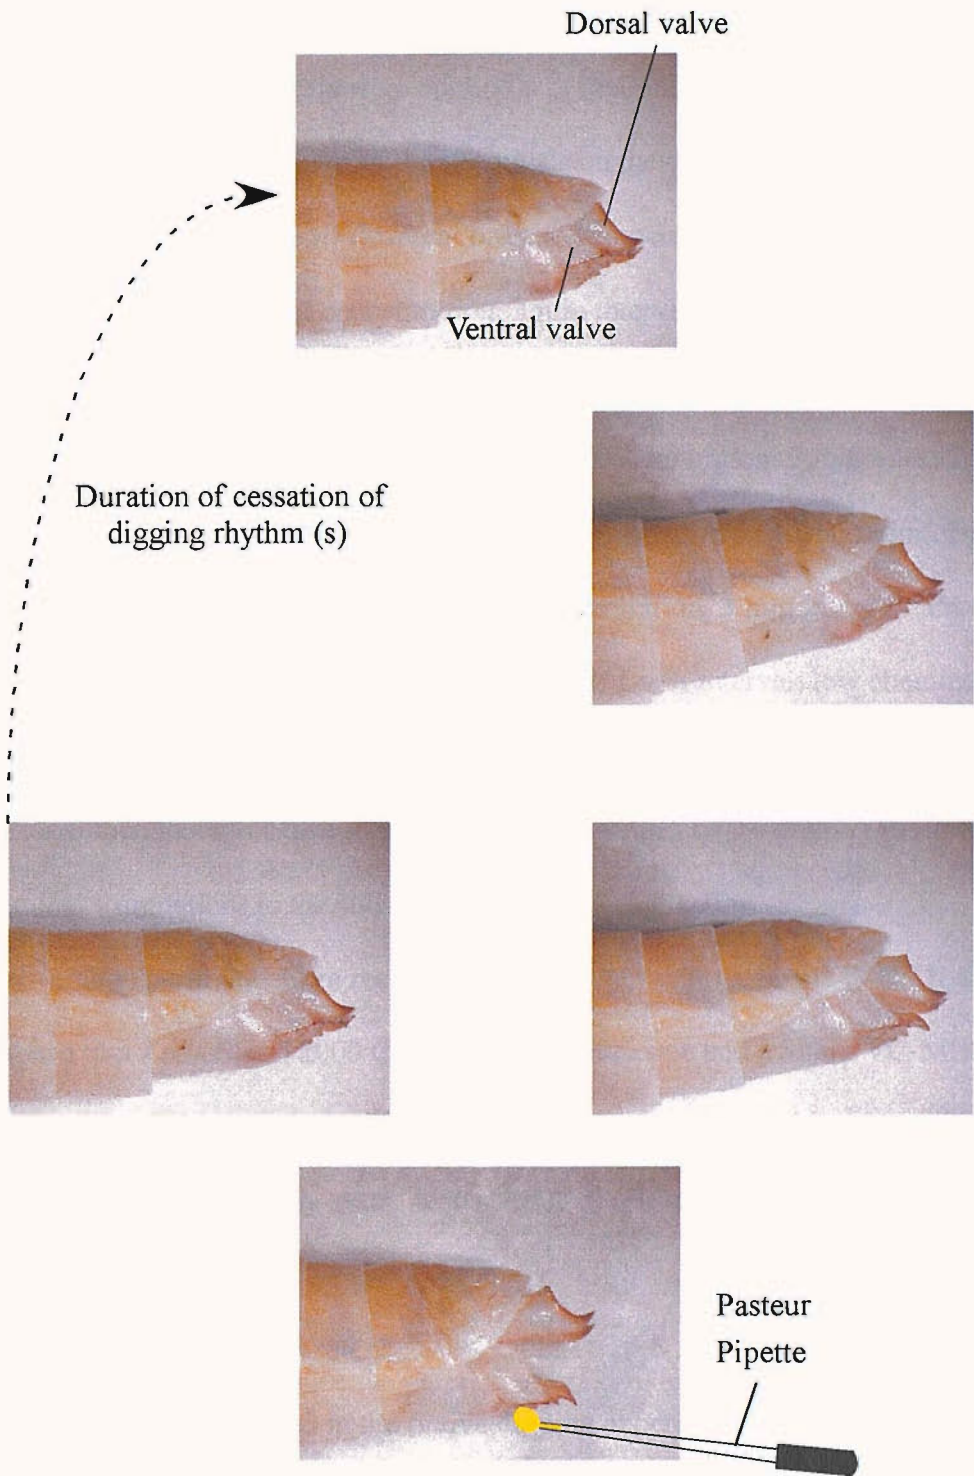 Dorsal valve
Ventral valve
Duration of cessation of
digging rhythm (s)
Pasteur
Pipette